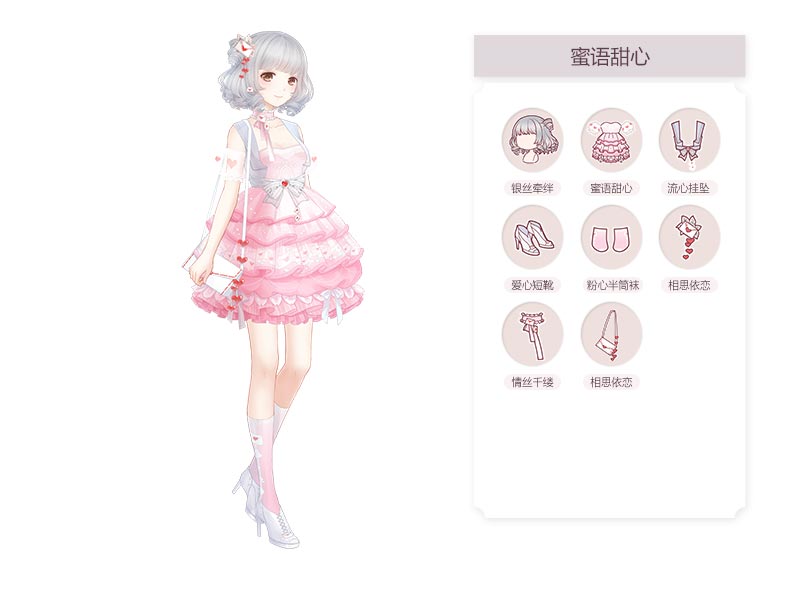 蜜语甜心
银丝牵绊
蜜语甜心
流心挂坠
爱心短靴
粉心半筒袜
相思依恋
情丝千缕
相思依恋